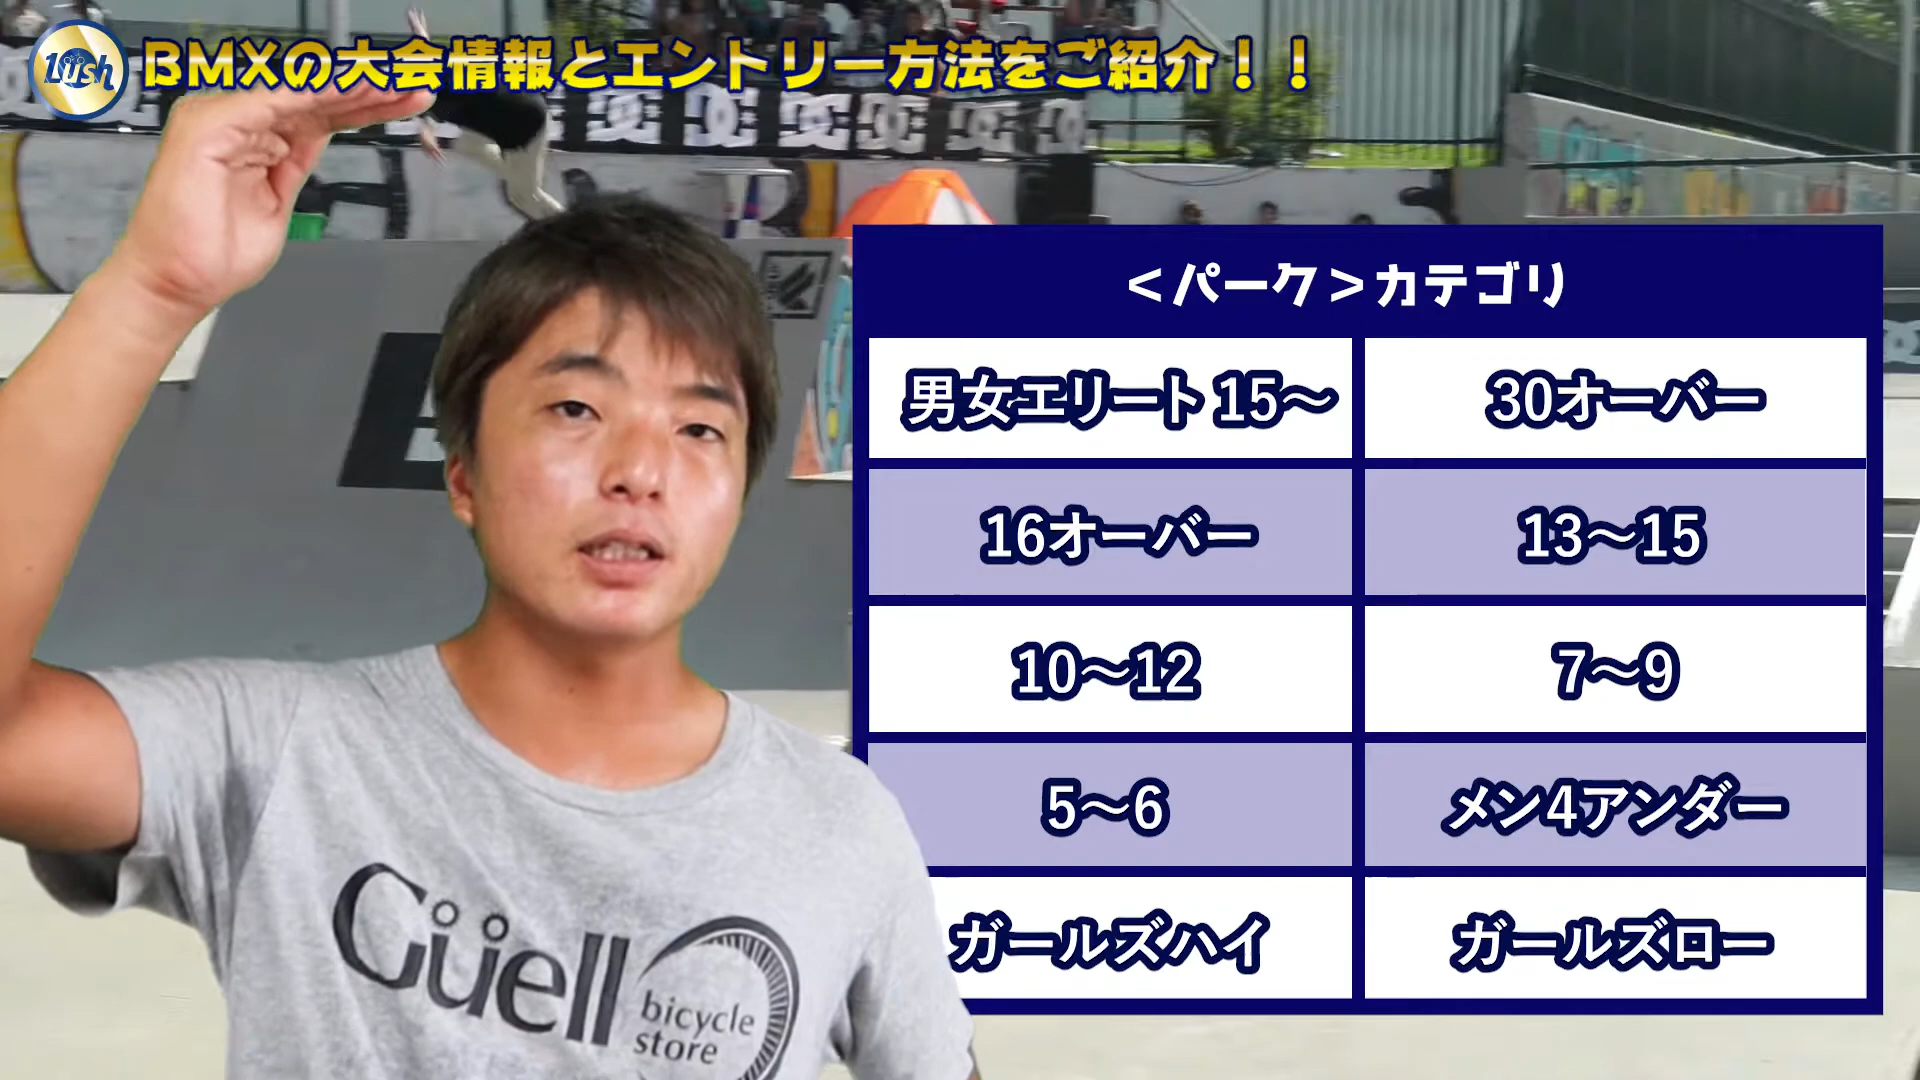 Lüsh
BMXの大会情報とエントリー方法をご紹介！！
＜パーク＞カテゴリ
男女エリート 15〜
30オーバー
16オーバー
13〜15
10〜12
7〜9
5〜6
メン4アンダー
ガールズハイ
ガールズロー
Güell
bicycle
store